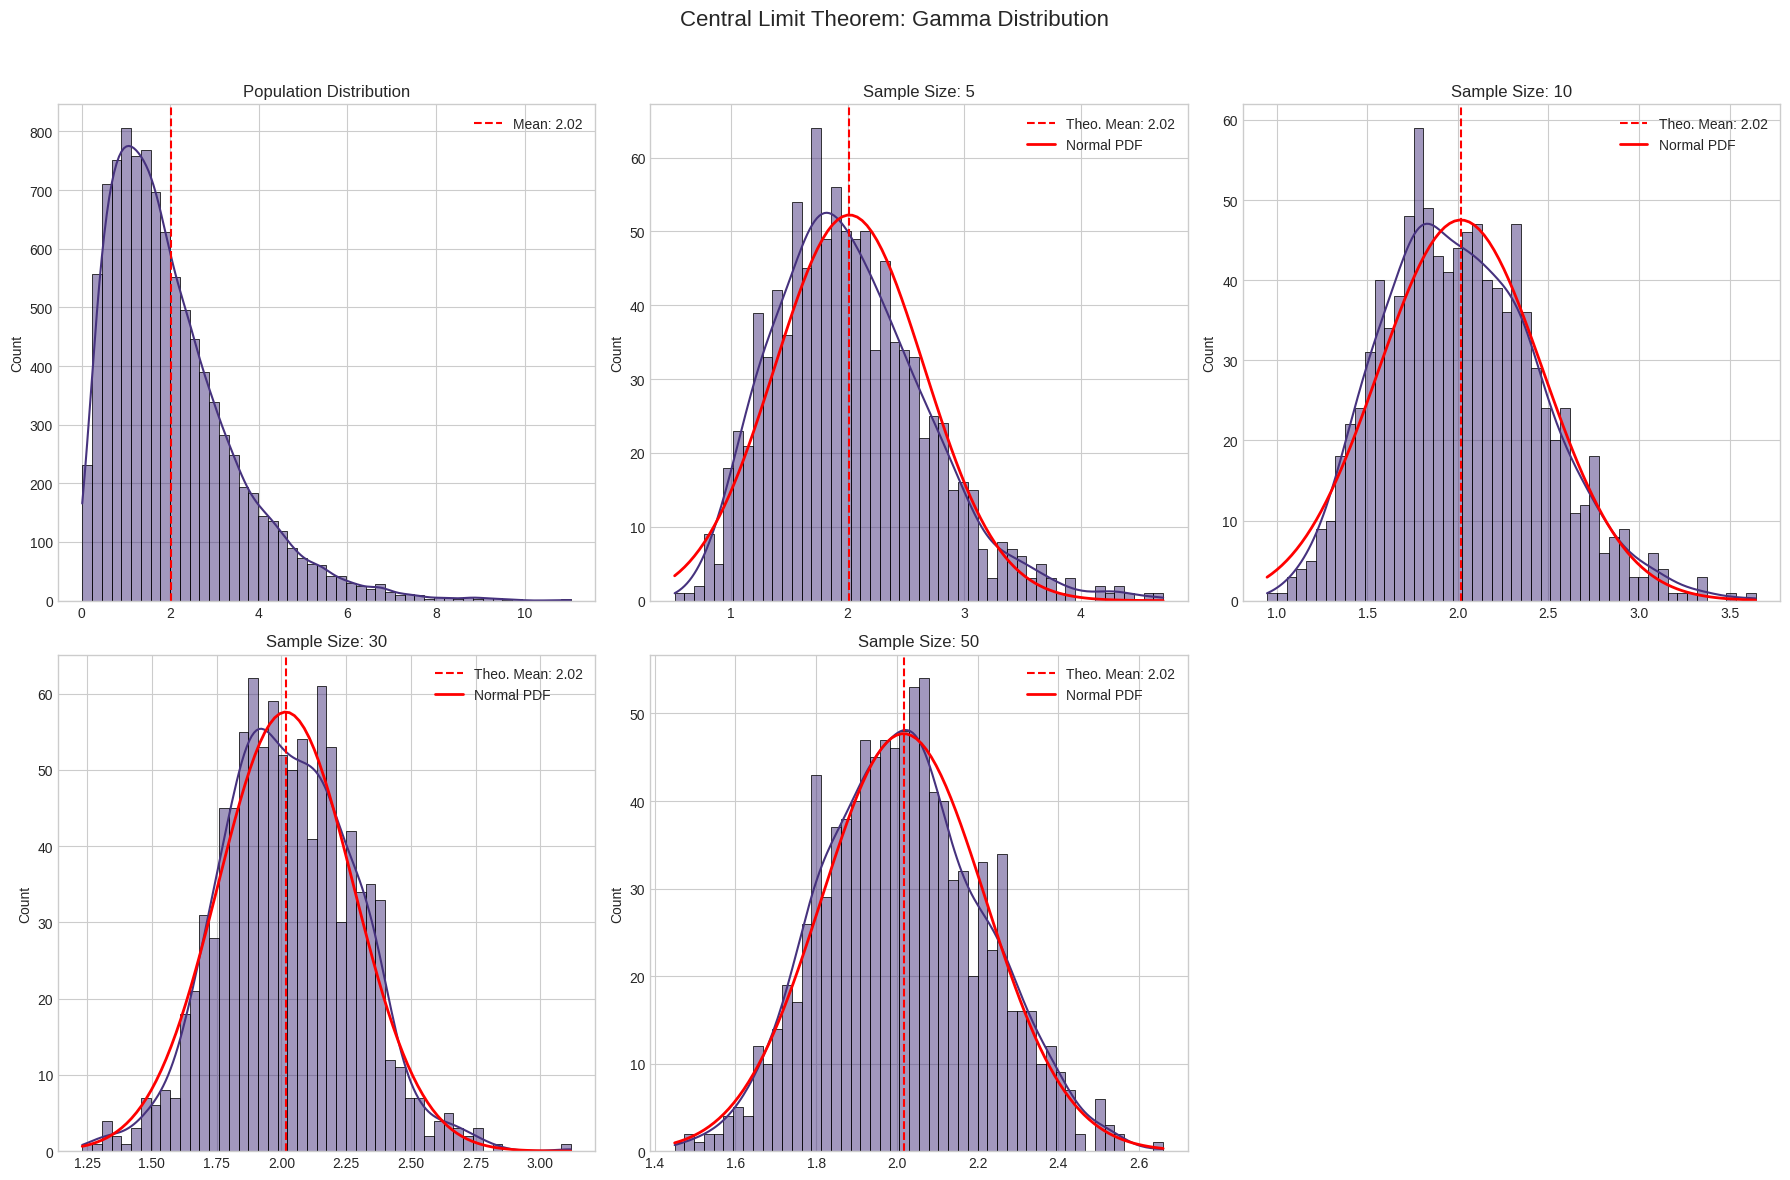 Central Limit Theorem: Gamma Distribution
Population Distribution
Mean: 2.02
Count
800
700
600
500
400
300
200
100
0
0 2 4 6 8 10
Sample Size: 5
Theo. Mean: 2.02
Normal PDF
Count
60
50
40
30
20
10
0
1 2 3 4
Sample Size: 10
Theo. Mean: 2.02
Normal PDF
Count
60
50
40
30
20
10
0
1.0 1.5 2.0 2.5 3.0 3.5
Sample Size: 30
Theo. Mean: 2.02
Normal PDF
Count
60
50
40
30
20
10
0
1.25 1.50 1.75 2.00 2.25 2.50 2.75 3.00
Sample Size: 50
Theo. Mean: 2.02
Normal PDF
Count
50
40
30
20
10
0
1.4 1.6 1.8 2.0 2.2 2.4 2.6